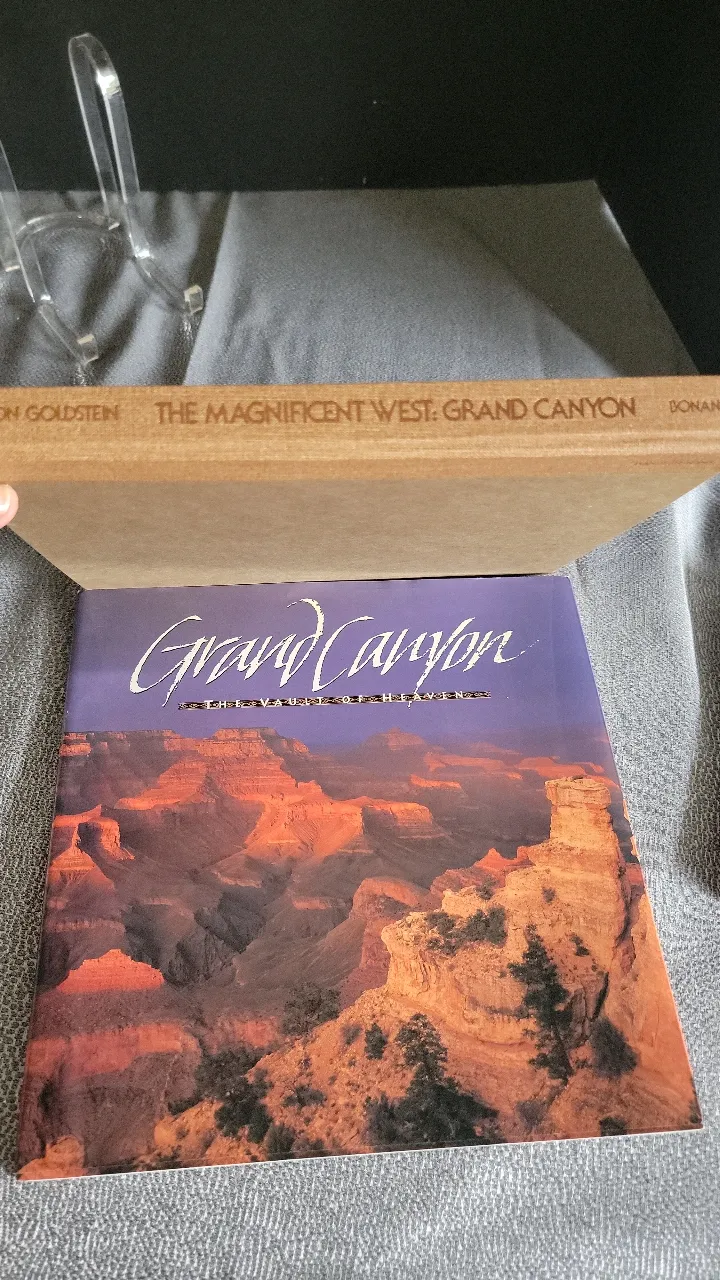 ON GOLDSTEIN THE MAGNIFICENT WEST: GRAND CANYON BONAN
Grand Canyon
THE VAULT OF HEAVEN